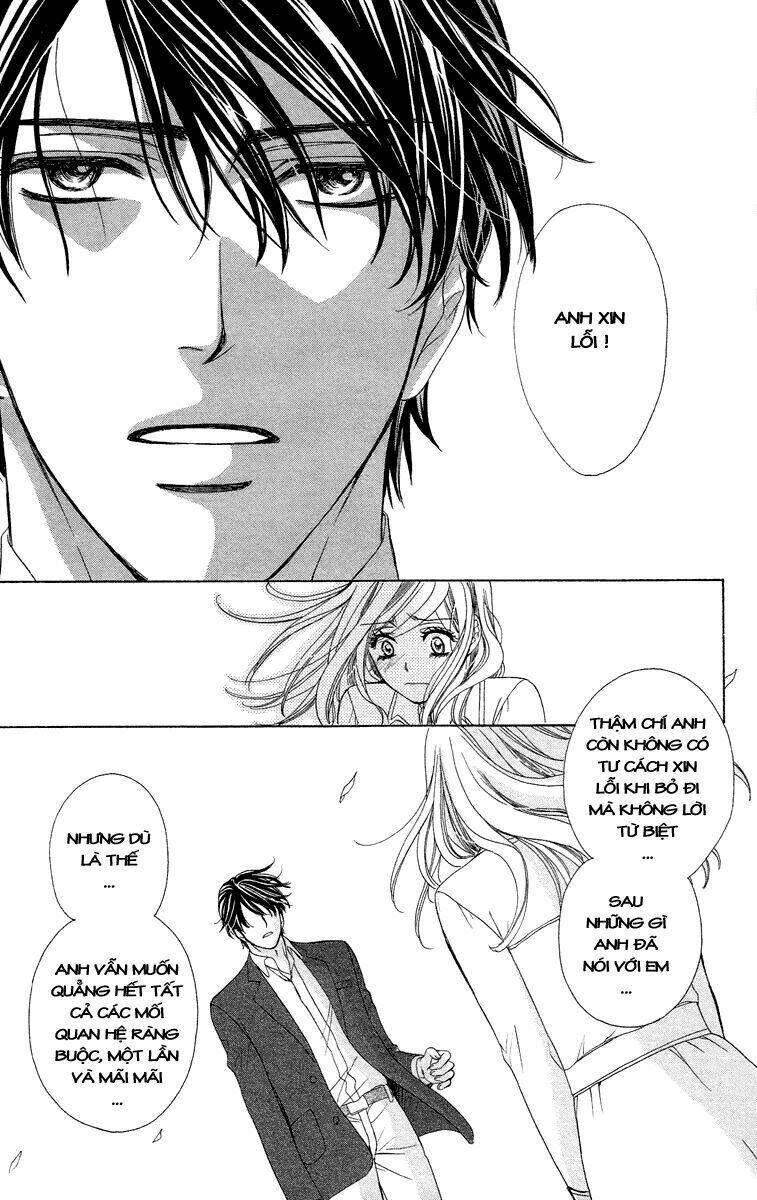 ANH XIN
LỖI !
THẬM CHÍ ANH
CÒN KHÔNG CÓ
TƯ CÁCH XIN
LỖI KHI BỎ ĐI
MÀ KHÔNG LỜI
TỪ BIỆT
...
SAU
NHỮNG GÌ
ANH ĐÃ
NÓI VỚI EM
...
NHƯNG DÙ
LÀ THẾ
...
ANH VẪN MUỐN
QUẲNG HẾT TẤT
CẢ CÁC MỐI
QUAN HỆ RÀNG
BUỘC, MỘT LẦN
VÀ MÃI MÃI
...